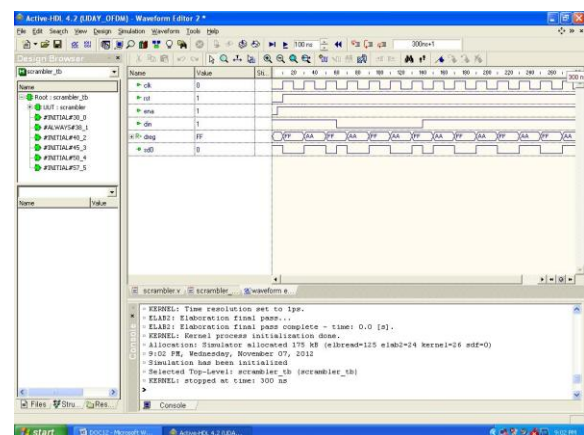 Active-HDL 4.2 (UDAY_OFDM) - Waveform Editor 2 *
File Edit Search View Design Simulation Waveform Tools Help
100 ns
300ns+1
Design Browser
scrambler_tb
Name
Root : scrambler_tb
UUT : scrambler
#INITIAL#30_0
#ALWAYS#38_1
#INITIAL#40_2
#INITIAL#45_3
#INITIAL#50_4
#INITIAL#57_5
Name Value
Files Stru... Res...
Name Value Sti...
20 40 60 80 100 120 140 160 180 200 220 240 260
300 ns
clk 0
rst 1
ena 1
din 1
FF
FF AA FF AA FF AA FF AA FF AA FF AA FF AA
0
scrambler.v scrambler_... waveform e...
KERNEL: Time resolution set to 1ps.
ELAB2: Elaboration final pass...
ELAB2: Elaboration final pass complete - time: 0.0 [s].
KERNEL: Kernel process initialization done.
Allocation: Simulator allocated 175 kB (elbread=125 elab2=24 kernel=26 sdf=0)
9:02 PM, Wednesday, November 07, 2012
Simulation has been initialized
Selected Top-Level: scrambler_tb (scrambler_tb)
KERNEL: stopped at time: 300 ns
>
Console
Console
start
DOC12 - Microsoft W...
Active-HDL 4.2 (UDA...
9:02 PM